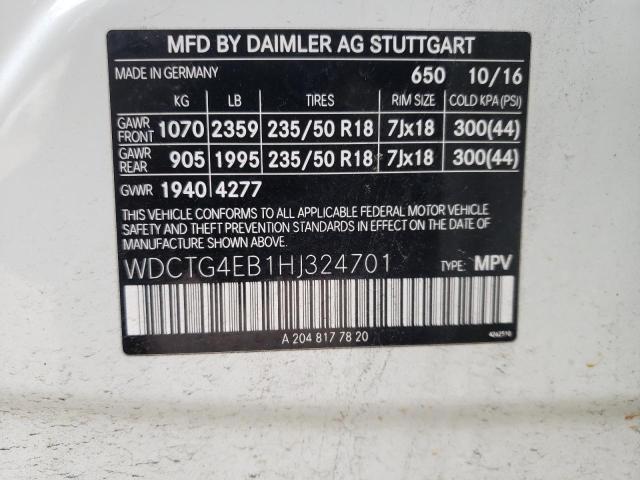 MFD BY DAIMLER AG STUTTGART
MADE IN GERMANY 650 10/16
KG LB TIRES RIM SIZE COLD KPA (PSI)
GAWR FRONT 1070 2359 235/50 R18 7Jx18 300(44)
GAWR REAR 905 1995 235/50 R18 7Jx18 300(44)
GVWR 1940 4277
THIS VEHICLE CONFORMS TO ALL APPLICABLE FEDERAL MOTOR VEHICLE
SAFETY AND THEFT PREVENTION STANDARDS IN EFFECT ON THE DATE OF
MANUFACTURE SHOWN ABOVE.
WDCTG4EB1HJ324701 TYPE: MPV
A 204 817 78 20 4262510